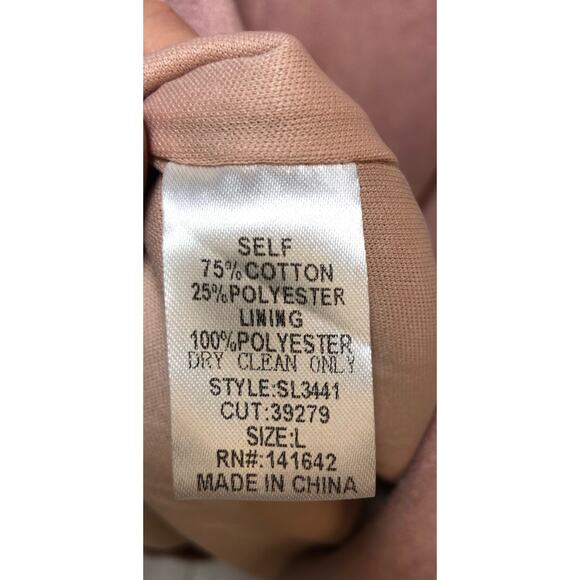 SELF
75%COTTON
25%POLYESTER
LINING
100%POLYESTER
DRY CLEAN ONLY
STYLE:SL3441
CUT:39279
SIZE:L
RN#:141642
MADE IN CHINA